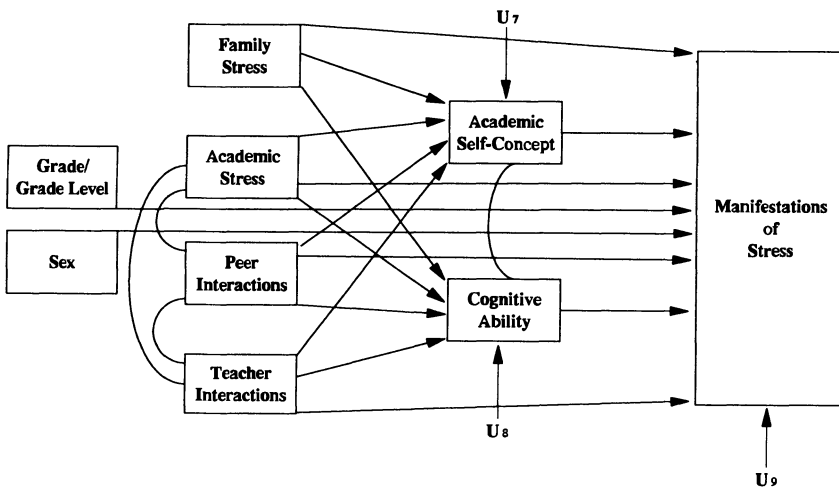 U7
Family
Stress
Academic
Self-Concept
Academic
Stress
Grade/
Grade Level
Manifestations
of
Stress
Sex
Peer
Interactions
Cognitive
Ability
Teacher
Interactions
U8
U9